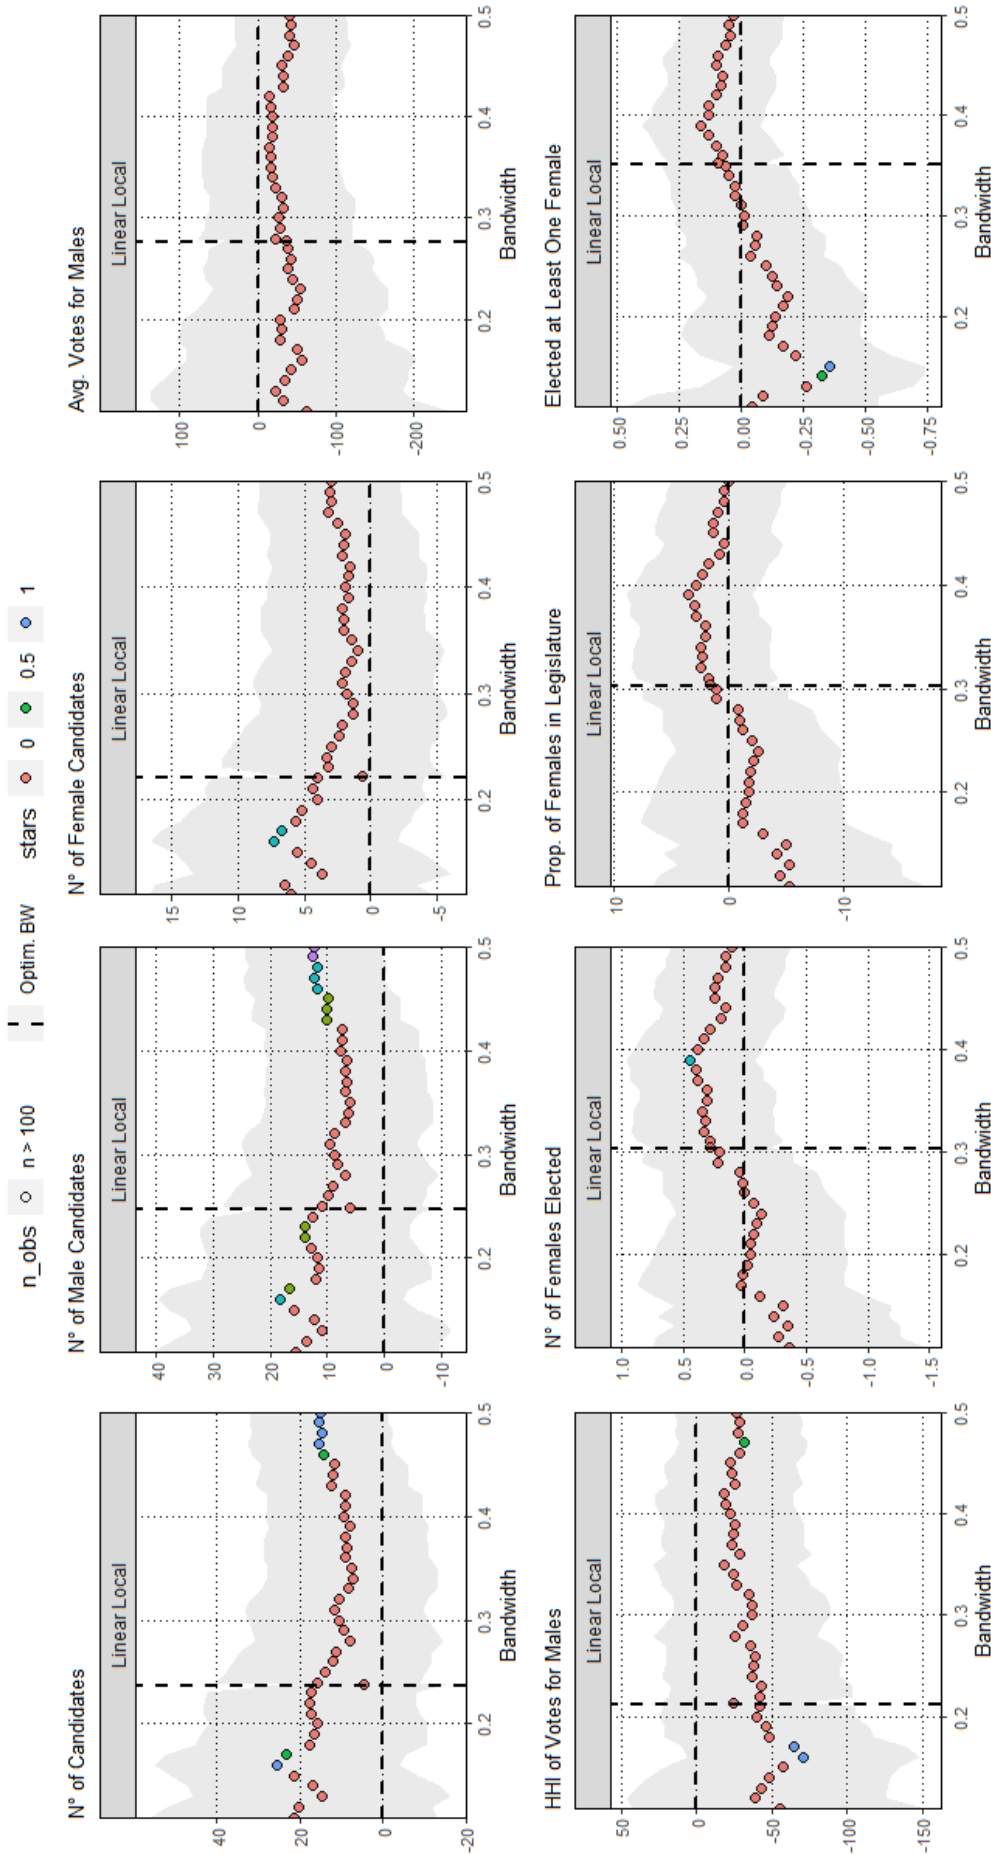 n_obs n > 100 Optim. BW stars 0 0.5 1
N° of Candidates
Linear Local
40
20
0
-20
0.2 0.3 0.4 0.5
Bandwidth
N° of Male Candidates
Linear Local
40
30
20
10
0
-10
0.2 0.3 0.4 0.5
Bandwidth
N° of Female Candidates
Linear Local
15
10
5
0
-5
0.2 0.3 0.4 0.5
Bandwidth
Avg. Votes for Males
Linear Local
100
0
-100
-200
0.2 0.3 0.4 0.5
Bandwidth
HHI of Votes for Males
Linear Local
50
0
-50
-100
-150
0.2 0.3 0.4 0.5
Bandwidth
N° of Females Elected
Linear Local
1.0
0.5
0.0
-0.5
-1.0
-1.5
0.2 0.3 0.4 0.5
Bandwidth
Prop. of Females in Legislature
Linear Local
10
0
-10
0.2 0.3 0.4 0.5
Bandwidth
Elected at Least One Female
Linear Local
0.50
0.25
0.00
-0.25
-0.50
-0.75
0.2 0.3 0.4 0.5
Bandwidth